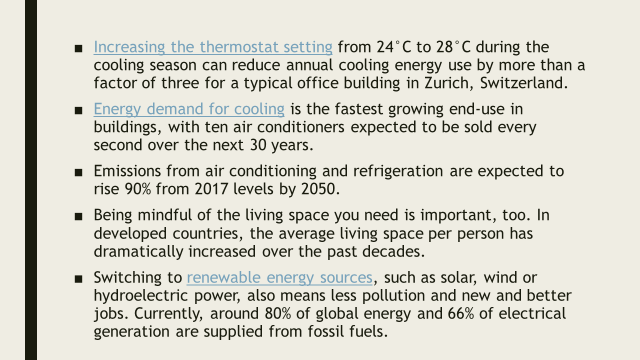 ■ Increasing the thermostat setting from 24°C to 28°C during the
cooling season can reduce annual cooling energy use by more than a
factor of three for a typical office building in Zurich, Switzerland.
■ Energy demand for cooling is the fastest growing end-use in
buildings, with ten air conditioners expected to be sold every
second over the next 30 years.
■ Emissions from air conditioning and refrigeration are expected to
rise 90% from 2017 levels by 2050.
■ Being mindful of the living space you need is important, too. In
developed countries, the average living space per person has
dramatically increased over the past decades.
■ Switching to renewable energy sources, such as solar, wind or
hydroelectric power, also means less pollution and new and better
jobs. Currently, around 80% of global energy and 66% of electrical
generation are supplied from fossil fuels.